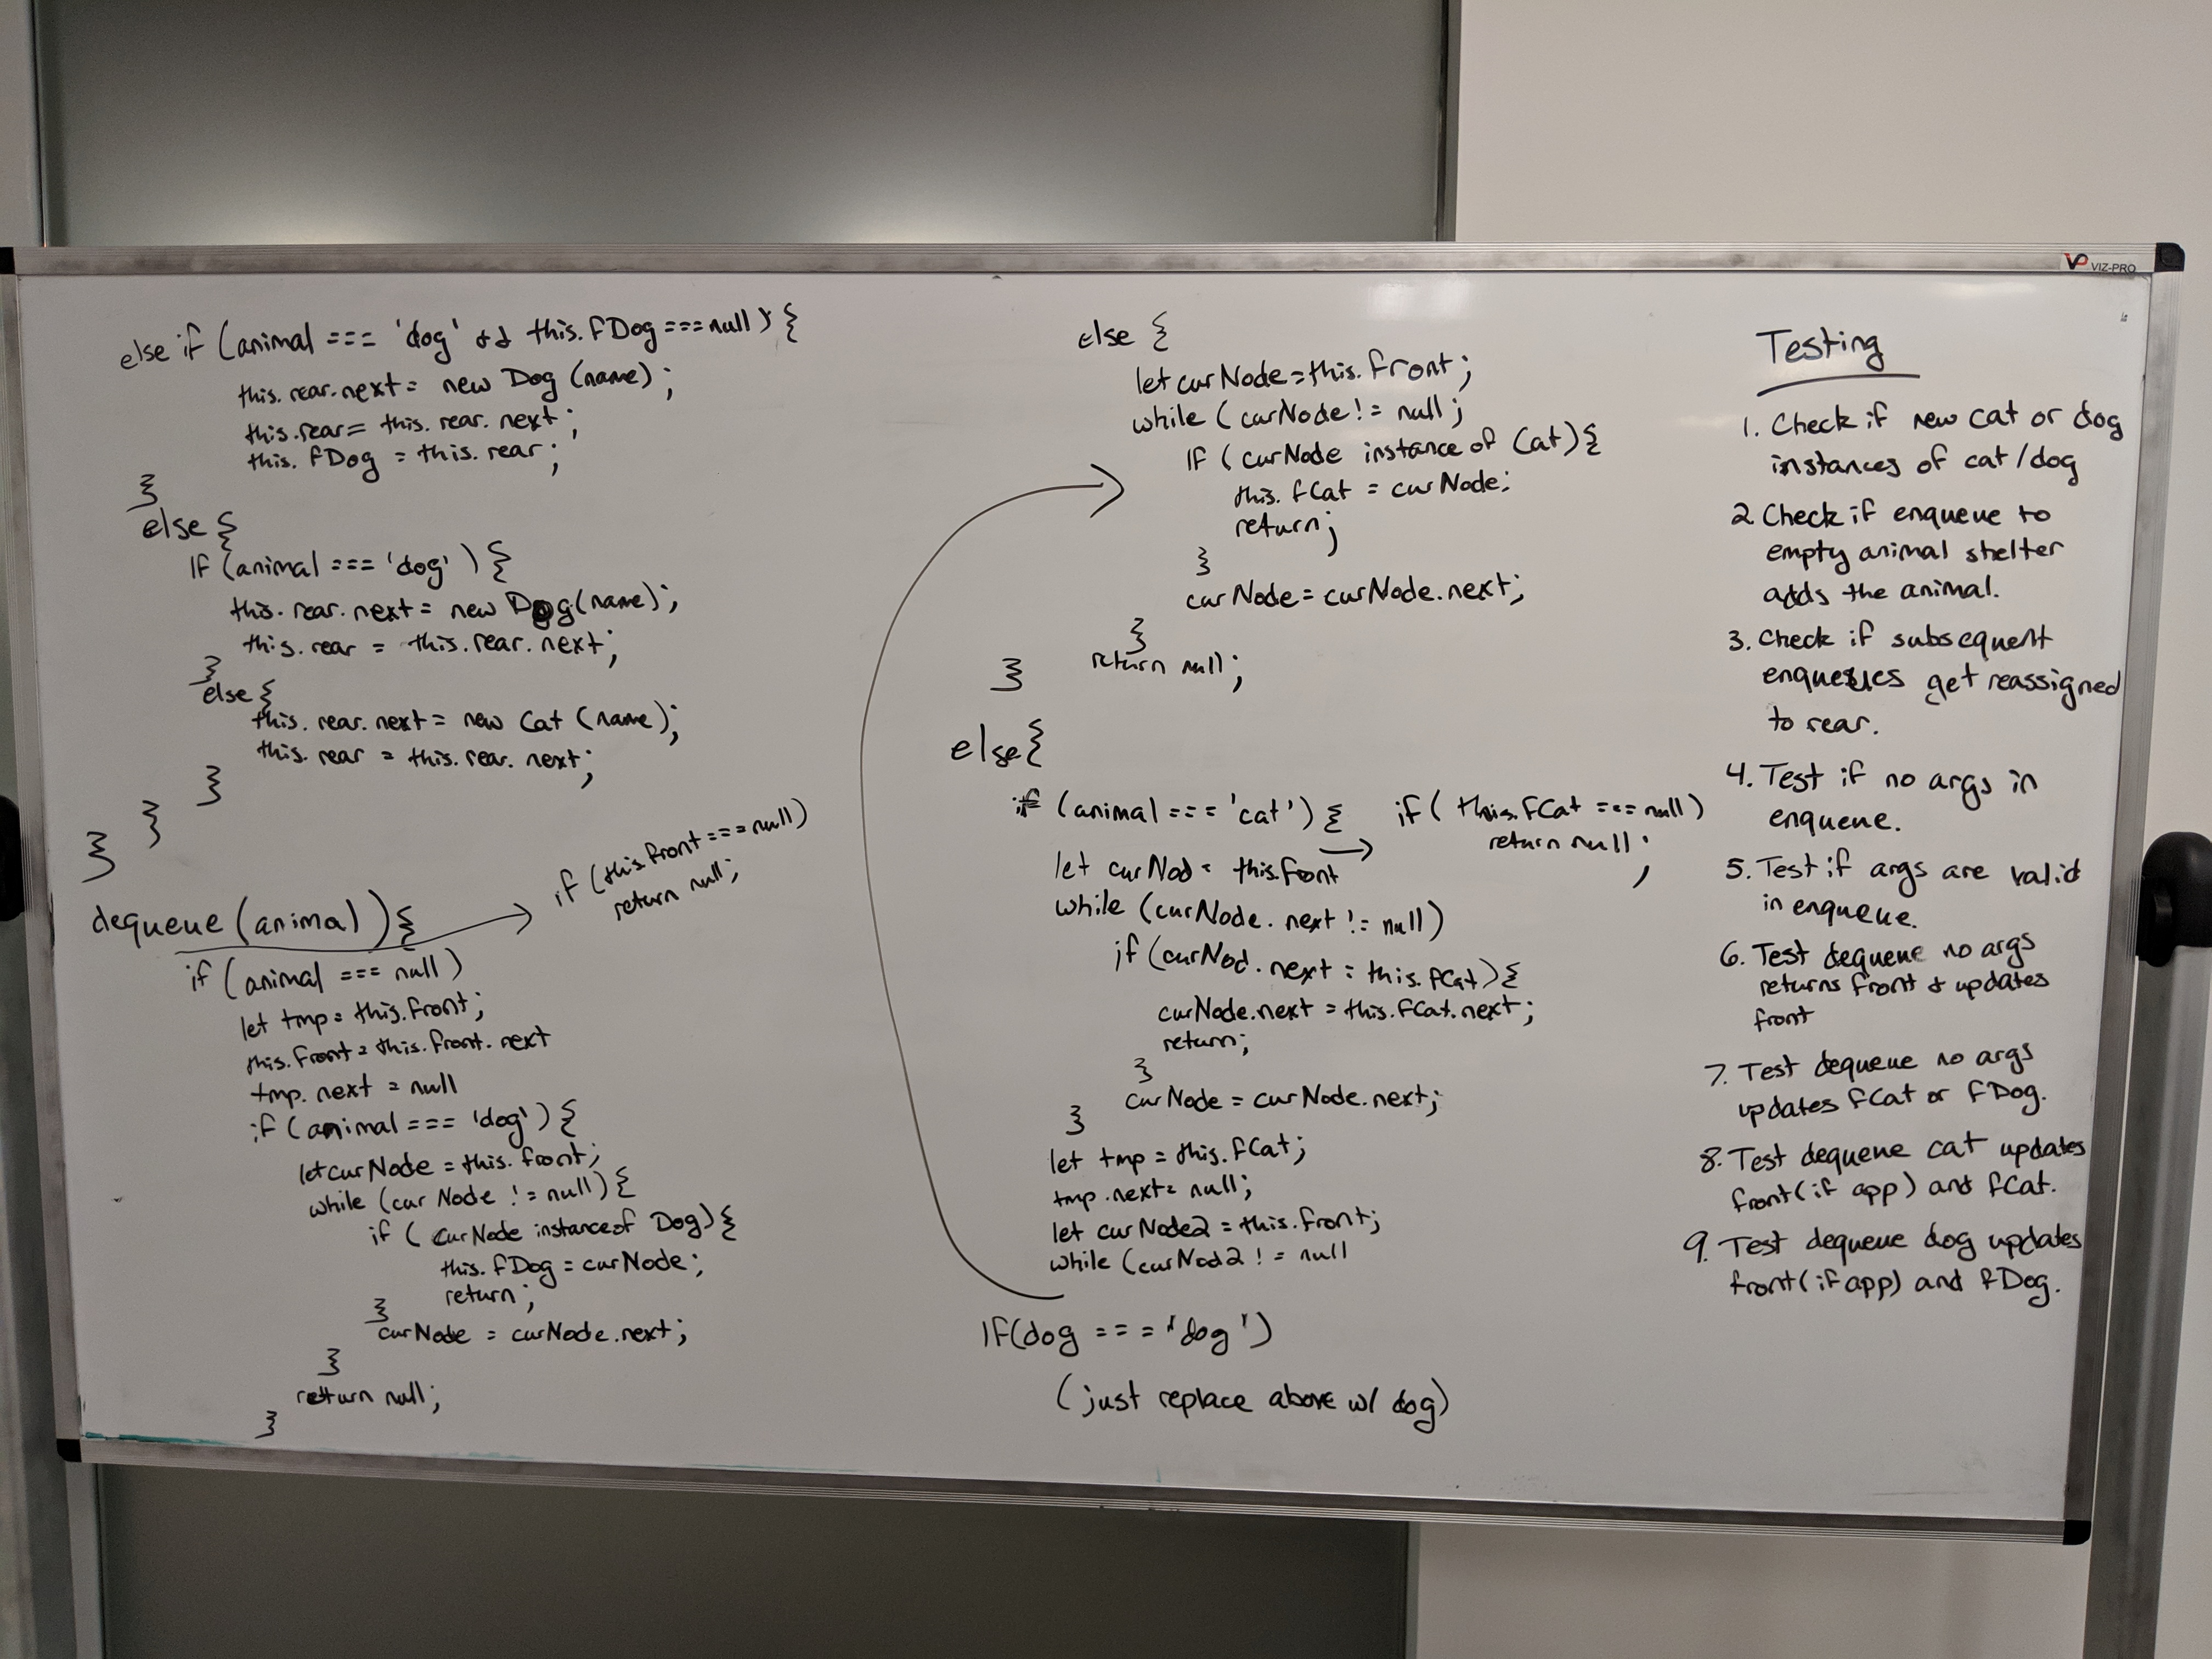 VP VIZ-PRO
else if (animal === 'dog' && this.fDog === null) {
this.rear.next = new Dog (name);
this.rear = this.rear.next;
this.fDog = this.rear;
}
else {
If (animal === 'dog') {
this.rear.next = new Dog(name);
this.rear = this.rear.next;
}
else {
this.rear.next = new Cat (name);
this.rear = this.rear.next;
}
}
}
dequeue (animal) {
if (this.front === null)
return null;
if (animal === null)
let tmp = this.front;
this.front = this.front.next
tmp.next = null
if (animal === 'dog') {
let curNode = this.front;
while (curNode != null) {
if (curNode instanceof Dog) {
this.fDog = curNode;
return;
}
curNode = curNode.next;
}
return null;
}
else {
let curNode = this.front;
while (curNode != null;
IF (curNode instance of Cat) {
this.fCat = curNode;
return;
}
curNode = curNode.next;
}
return null;
}
else {
if (animal === 'cat') {
if (this.fCat === null)
return null;
let curNod = this.front
while (curNode.next != null)
if (curNod.next = this.fCat) {
curNode.next = this.fCat.next;
return;
}
curNode = curNode.next;
}
let tmp = this.fCat;
tmp.next = null;
let curNode2 = this.front;
while (curNod2 != null
IF(dog === 'dog')
(just replace above w/ dog)
Testing
1. Check if new cat or dog
instances of cat/dog
2. Check if enqueue to
empty animal shelter
adds the animal.
3. Check if subsequent
enqueues get reassigned
to rear.
4. Test if no args in
enqueue.
5. Test if args are valid
in enqueue.
6. Test dequeue no args
returns front & updates
front
7. Test dequeue no args
updates fCat or fDog.
8. Test dequeue cat updates
front(if app) and fCat.
9. Test dequeue dog updates
front(if app) and fDog.